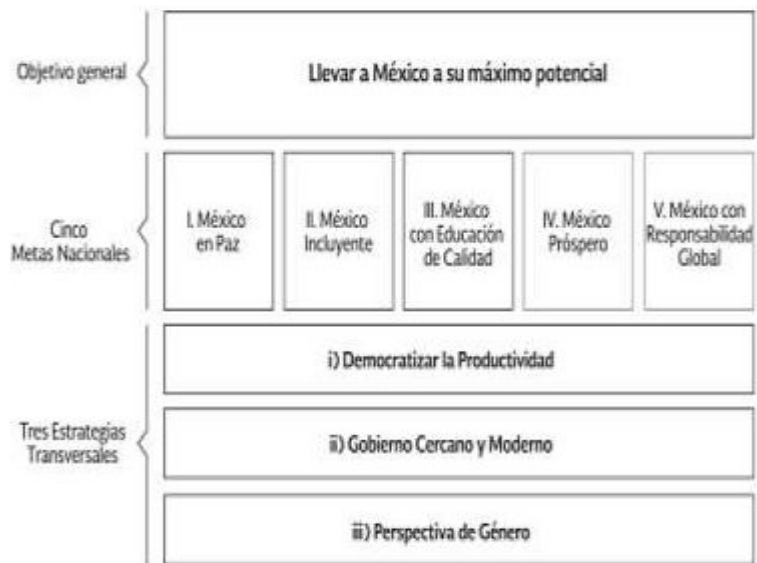 Objetivo general
Llevar a México a su máximo potencial
Cinco
Metas Nacionales
I. México
en Paz
II. México
Incluyente
III. México
con Educación
de Calidad
IV. México
Próspero
V. México con
Responsabilidad
Global
Tres Estrategias
Transversales
i) Democratizar la Productividad
ii) Gobierno Cercano y Moderno
iii) Perspectiva de Género